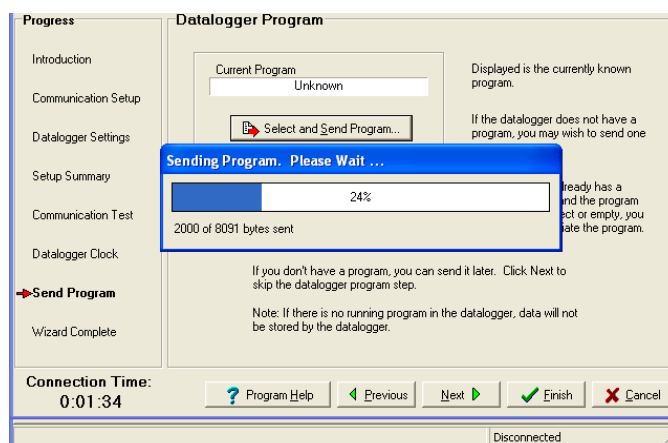 Progress
Introduction
Communication Setup
Datalogger Settings
Setup Summary
Communication Test
Datalogger Clock
Send Program
Wizard Complete
Connection Time:
0:01:34
Datalogger Program
Current Program
Unknown
Select and Send Program...
Displayed is the currently known
program.
If the datalogger does not have a
program, you may wish to send one
Sending Program. Please Wait ...
24%
2000 of 8091 bytes sent
already has a
and the program
or empty, you
the program.
If you don't have a program, you can send it later. Click Next to
skip the datalogger program step.
Note: If there is no running program in the datalogger, data will not
be stored by the datalogger.
Program Help
Previous
Next
Finish
Cancel
Disconnected